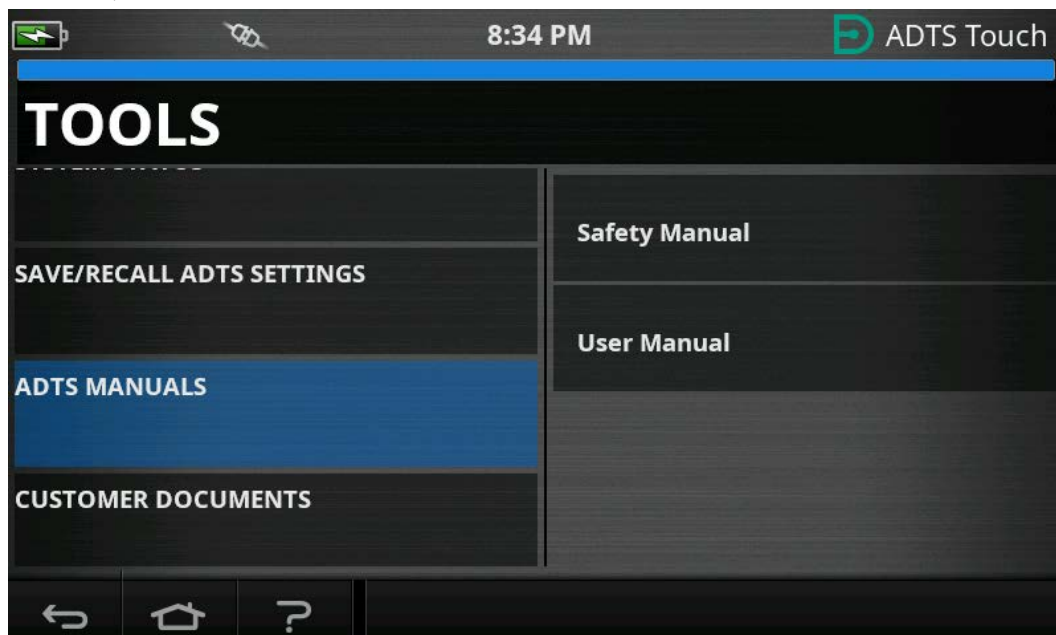 8:34 PM
ADTS Touch
TOOLS
SAVE/RECALL ADTS SETTINGS
ADTS MANUALS
CUSTOMER DOCUMENTS
Safety Manual
User Manual